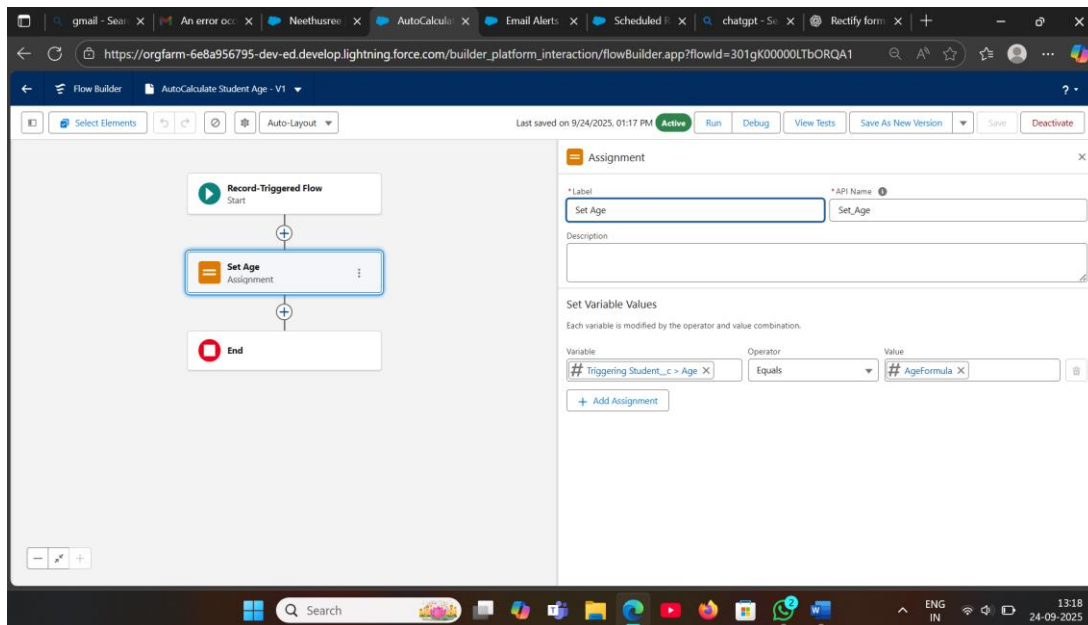 gmail - Sear
An error occ
Neethusree
AutoCalcula
Email Alerts
Scheduled R
chatgpt - Se
Rectify form
https://orgfarm-6e8a956795-dev-ed.develop.lightning.force.com/builder_platform_interaction/flowBuilder.app?flowId=301gK00000LTbORQA1
Flow Builder
AutoCalculate Student Age - V1
?
Select Elements
Auto-Layout
Last saved on 9/24/2025, 01:17 PM
Active
Run
Debug
View Tests
Save As New Version
Save
Deactivate
Record-Triggered Flow
Start
Set Age
Assignment
End
Assignment
*Label
*API Name
Set Age
Set_Age
Description
Set Variable Values
Each variable is modified by the operator and value combination.
Variable
Operator
Value
Triggering Student__c > Age
Equals
AgeFormula
+ Add Assignment
Search
2
ENG
IN
13:18
24-09-2025